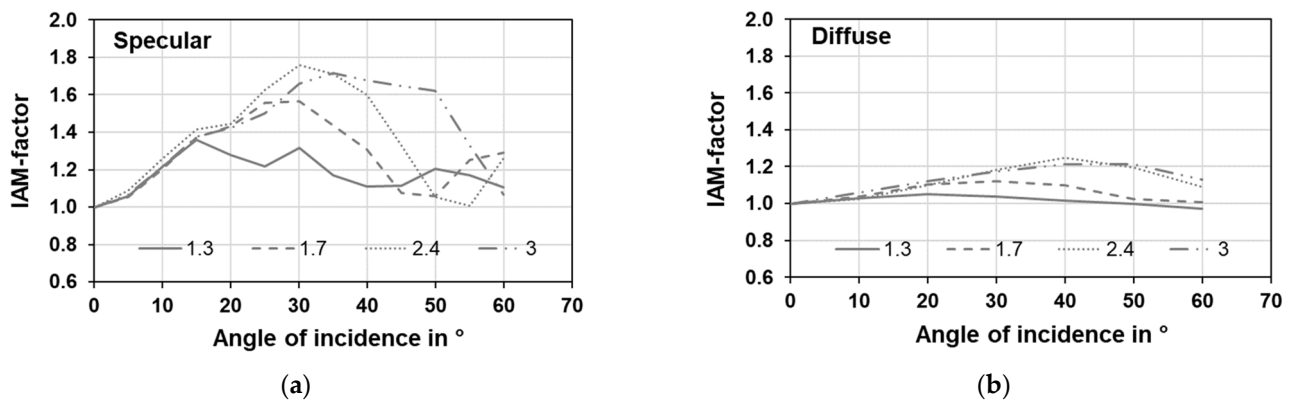 Specular
2.0
1.8
1.6
1.4
1.2
1.0
0.8
0.6
IAM-factor
1.3 1.7 2.4 3
0 10 20 30 40 50 60 70
Angle of incidence in °
(a)
Diffuse
2.0
1.8
1.6
1.4
1.2
1.0
0.8
0.6
IAM-factor
1.3 1.7 2.4 3
0 10 20 30 40 50 60 70
Angle of incidence in °
(b)